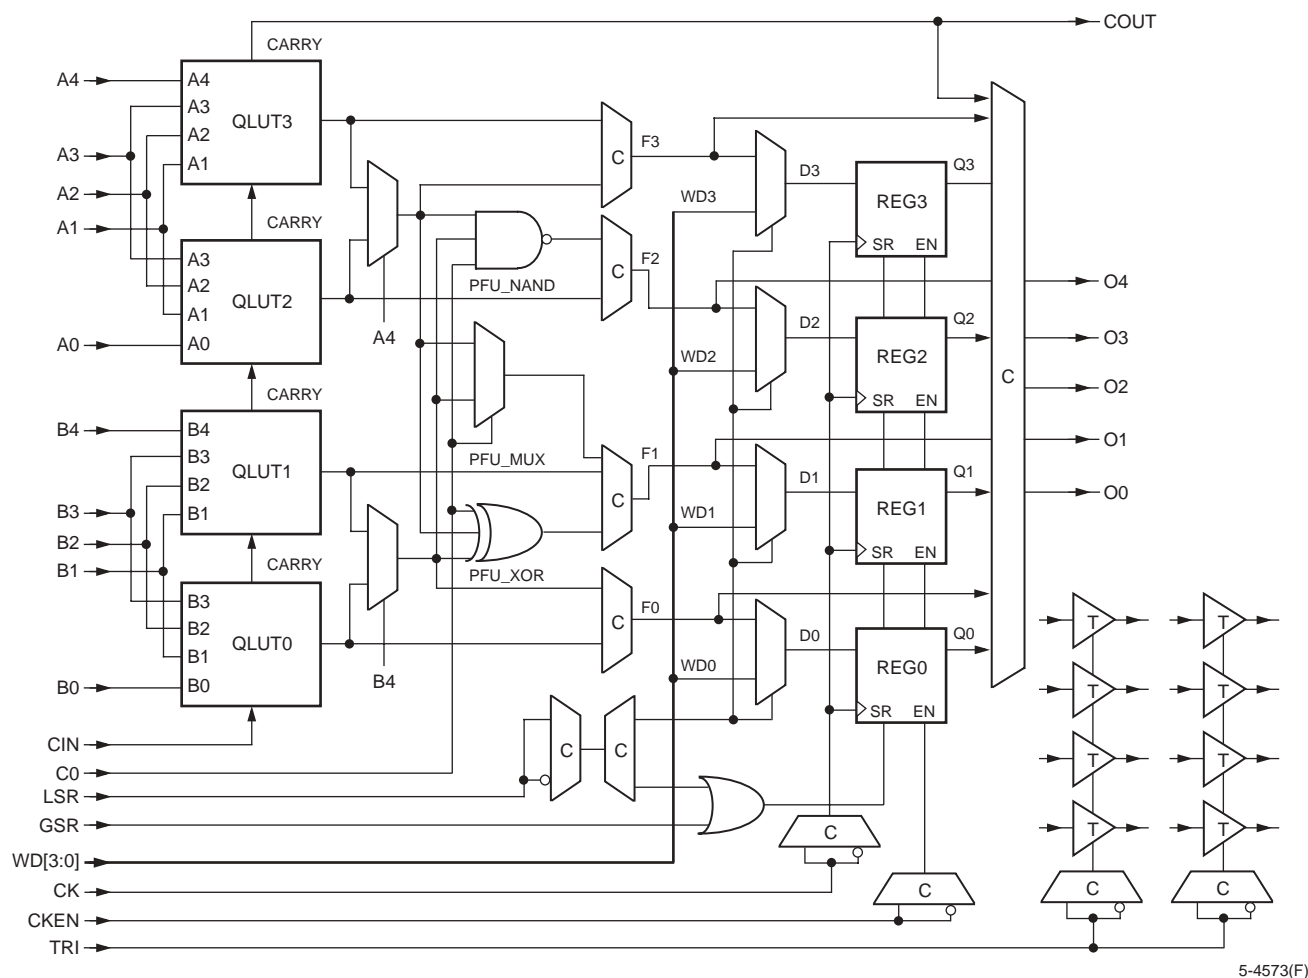 COUT
CARRY
A4
A4
A3
QLUT3
A2
A1
A3
A2
A1
F3
C
D3
Q3
REG3
WD3
SR
EN
CARRY
A3
A2
QLUT2
A1
A0
A0
PFU_NAND
A4
F2
C
O4
D2
Q2
REG2
WD2
SR
EN
O3
C
O2
CARRY
B4
B4
B3
QLUT1
B2
B1
B3
B2
B1
PFU_MUX
F1
C
O1
D1
Q1
REG1
WD1
SR
EN
O0
CARRY
PFU_XOR
B3
B2
QLUT0
B1
B0
B0
B4
F0
C
D0
Q0
REG0
WD0
SR
EN
T
T
T
T
T
T
T
T
CIN
C0
LSR
C
C
GSR
C
WD[3:0]
CK
C
C
C
CKEN
TRI
5-4573(F)